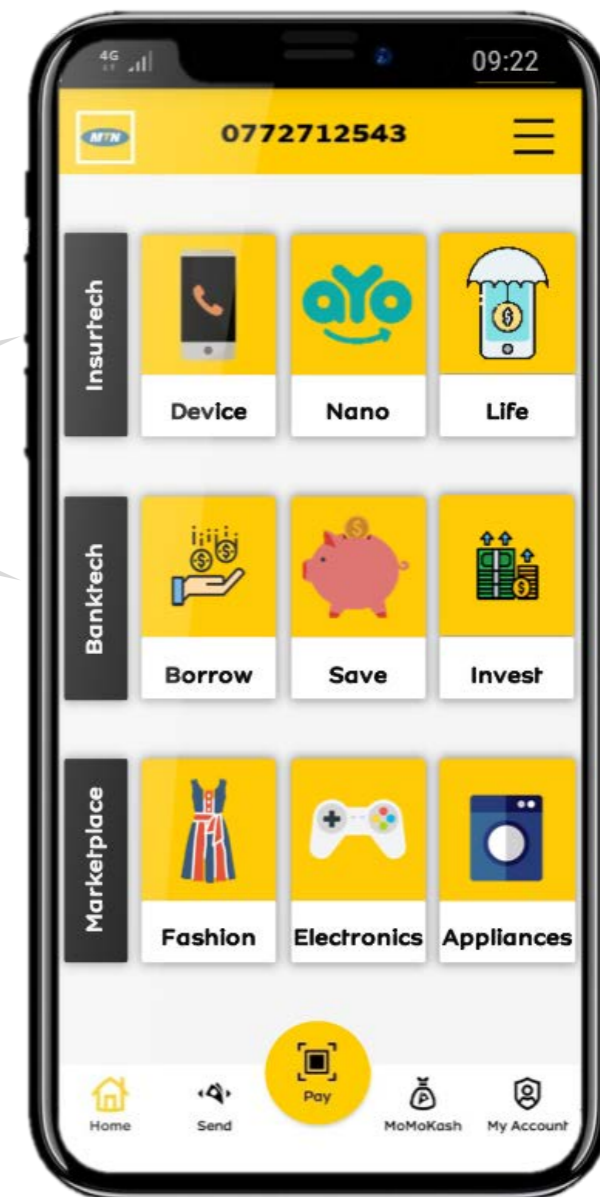 4G 09:22
MTN 0772712543
Insurtech
aYo
Device Nano Life
Banktech
Borrow Save Invest
Marketplace
Fashion Electronics Appliances
Home Send Pay MoMoKash My Account